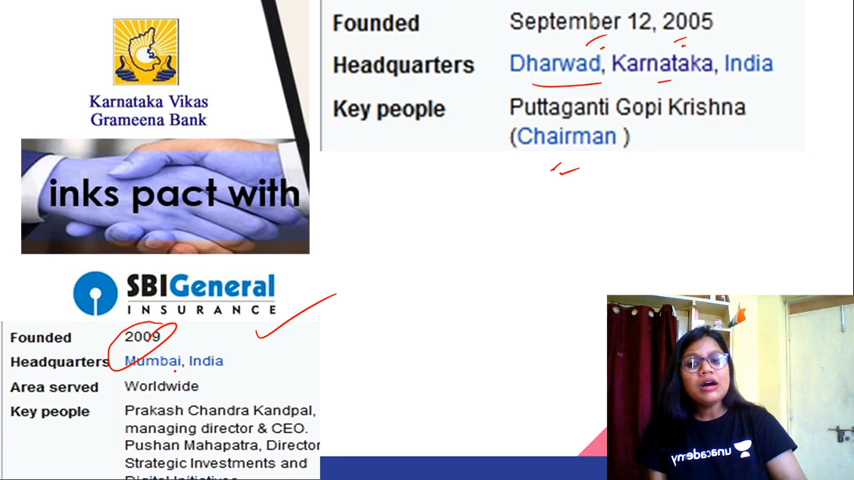 Karnataka Vikas
Grameena Bank
inks pact with
SBIGeneral
INSURANCE
Founded 2009
Headquarters Mumbai, India
Area served Worldwide
Key people Prakash Chandra Kandpal,
managing director & CEO.
Pushan Mahapatra, Director
Strategic Investments and
Digital Initiatives
Founded September 12, 2005
Headquarters Dharwad, Karnataka, India
Key people Puttaganti Gopi Krishna
(Chairman )
unacademy